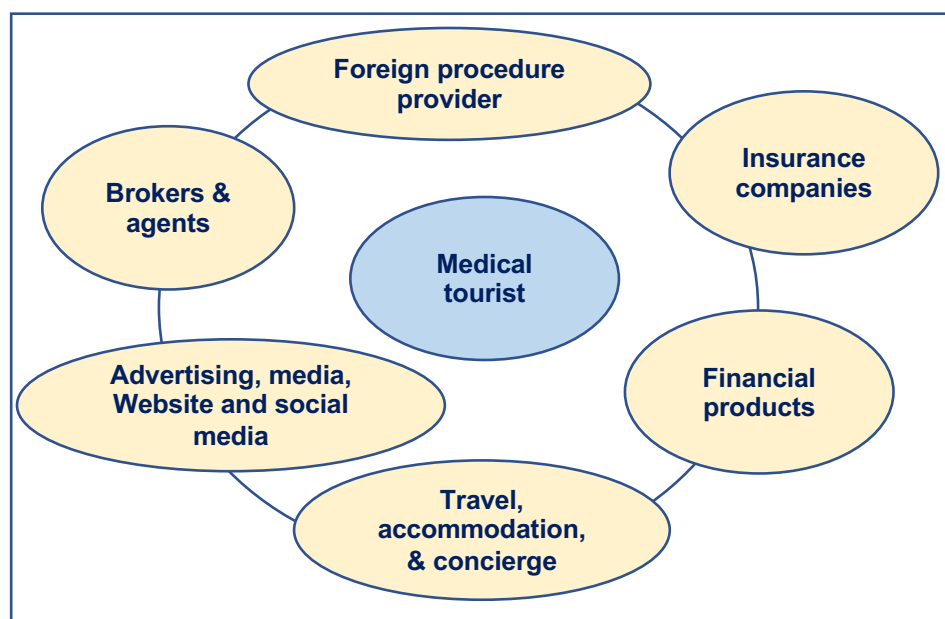 Foreign procedure
provider
Insurance
companies
Brokers &
agents
Medical
tourist
Advertising, media,
Website and social
media
Financial
products
Travel,
accommodation,
& concierge